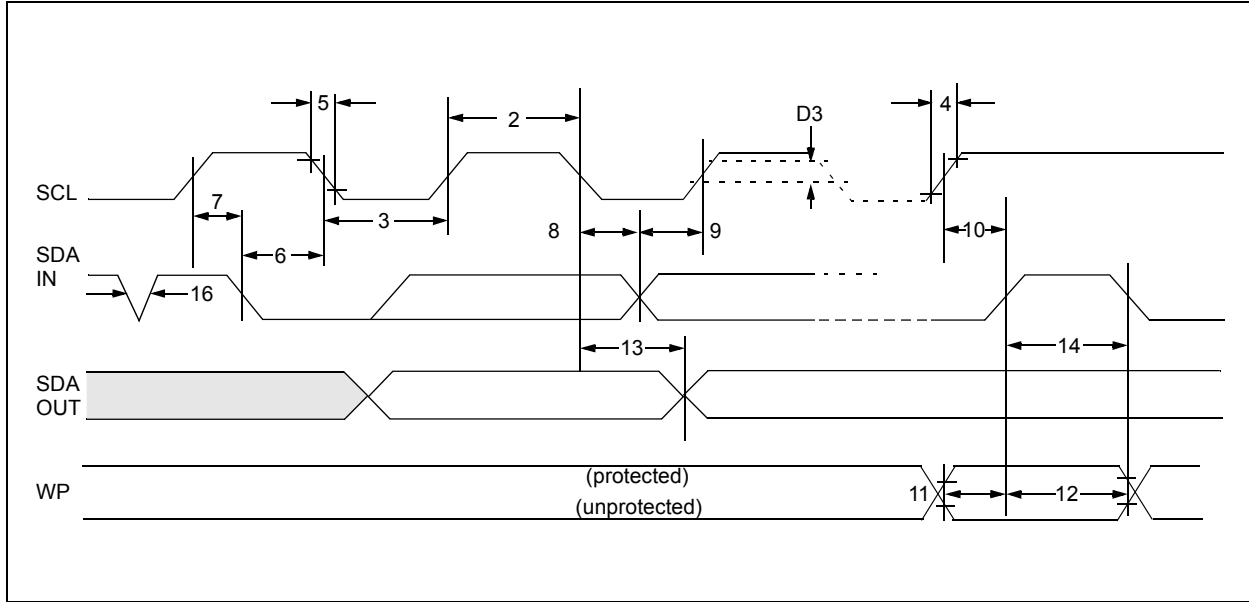 5
2
D3
4
SCL
7
3
8
9
10
SDA
IN
6
16
13
14
SDA
OUT
WP
(protected)
(unprotected)
11
12